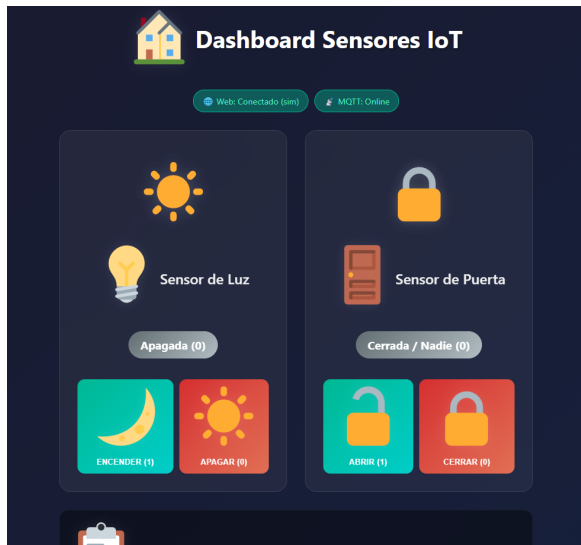 Dashboard Sensores IoT
Web: Conectado (sim)
MQTT: Online
Sensor de Luz
Sensor de Puerta
Apagada (0)
Cerrada / Nadie (0)
ENCENDER (1)
APAGAR (0)
ABRIR (1)
CERRAR (0)